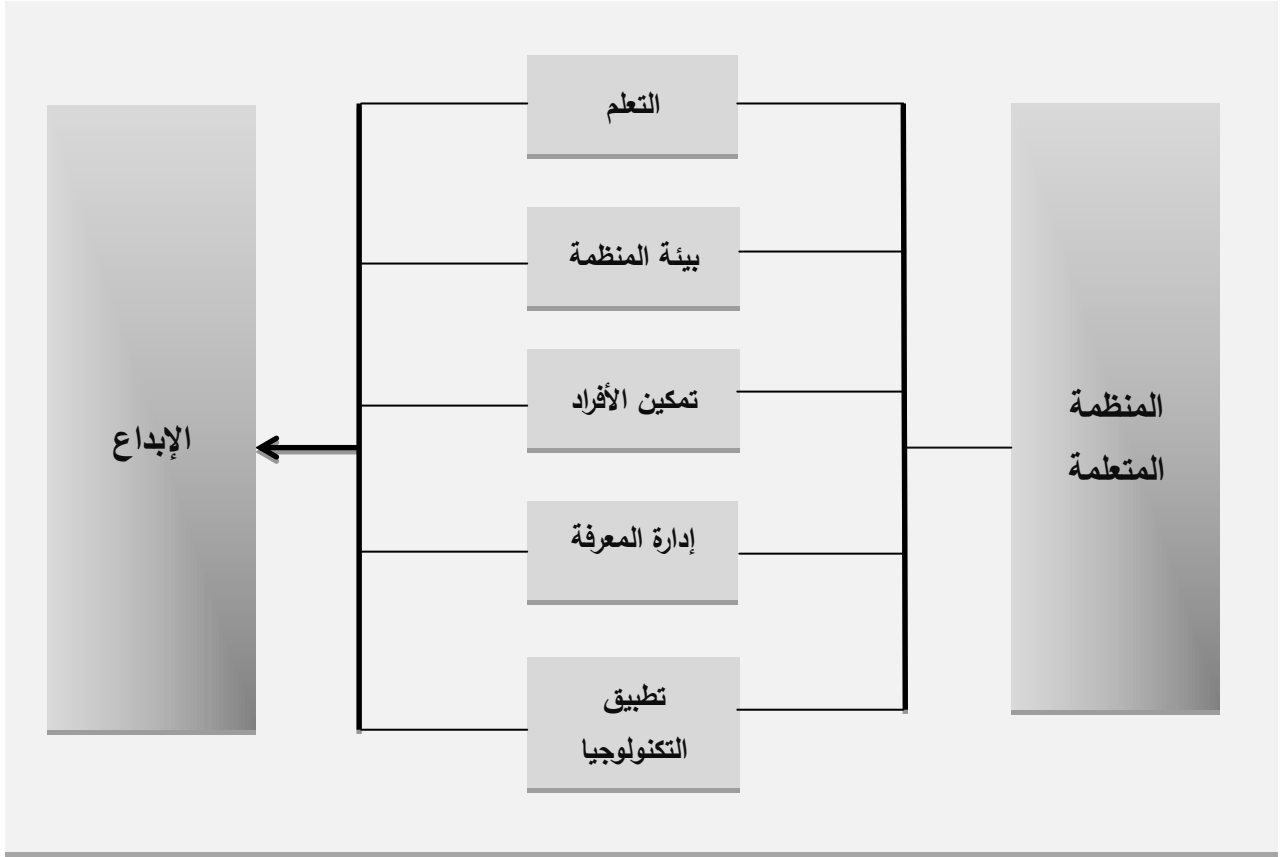 المنظمة
المتعلمة
التعلم
بيئة المنظمة
تمكين الأفراد
إدارة المعرفة
تطبيق
التكنولوجيا
الإبداع